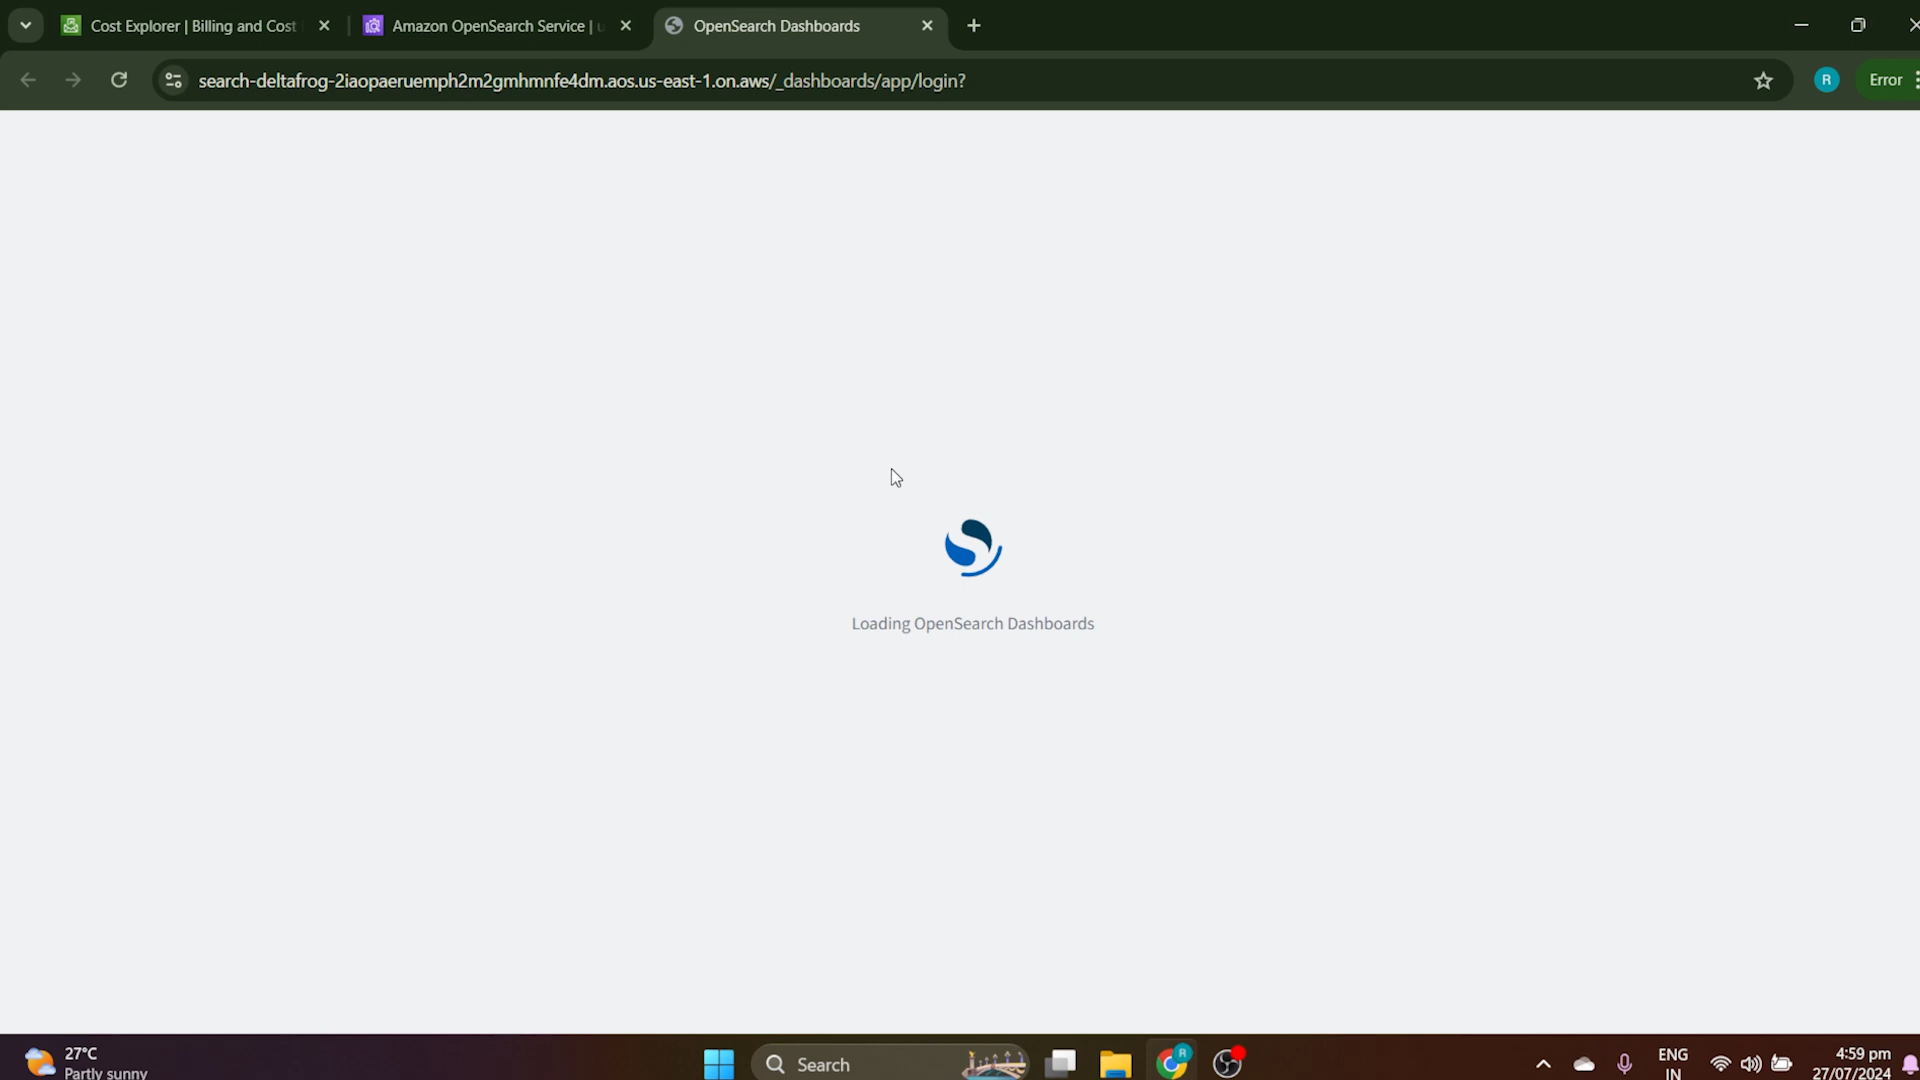 Cost Explorer | Billing and Cost
Amazon OpenSearch Service | u
OpenSearch Dashboards
search-deltafrog-2iaopaeruemph2m2gmhmnfe4dm.aos.us-east-1.on.aws/_dashboards/app/login?
R
Error
Loading OpenSearch Dashboards
27°C
Partly sunny
Search
R
ENG
IN
4:59 pm
27/07/2024